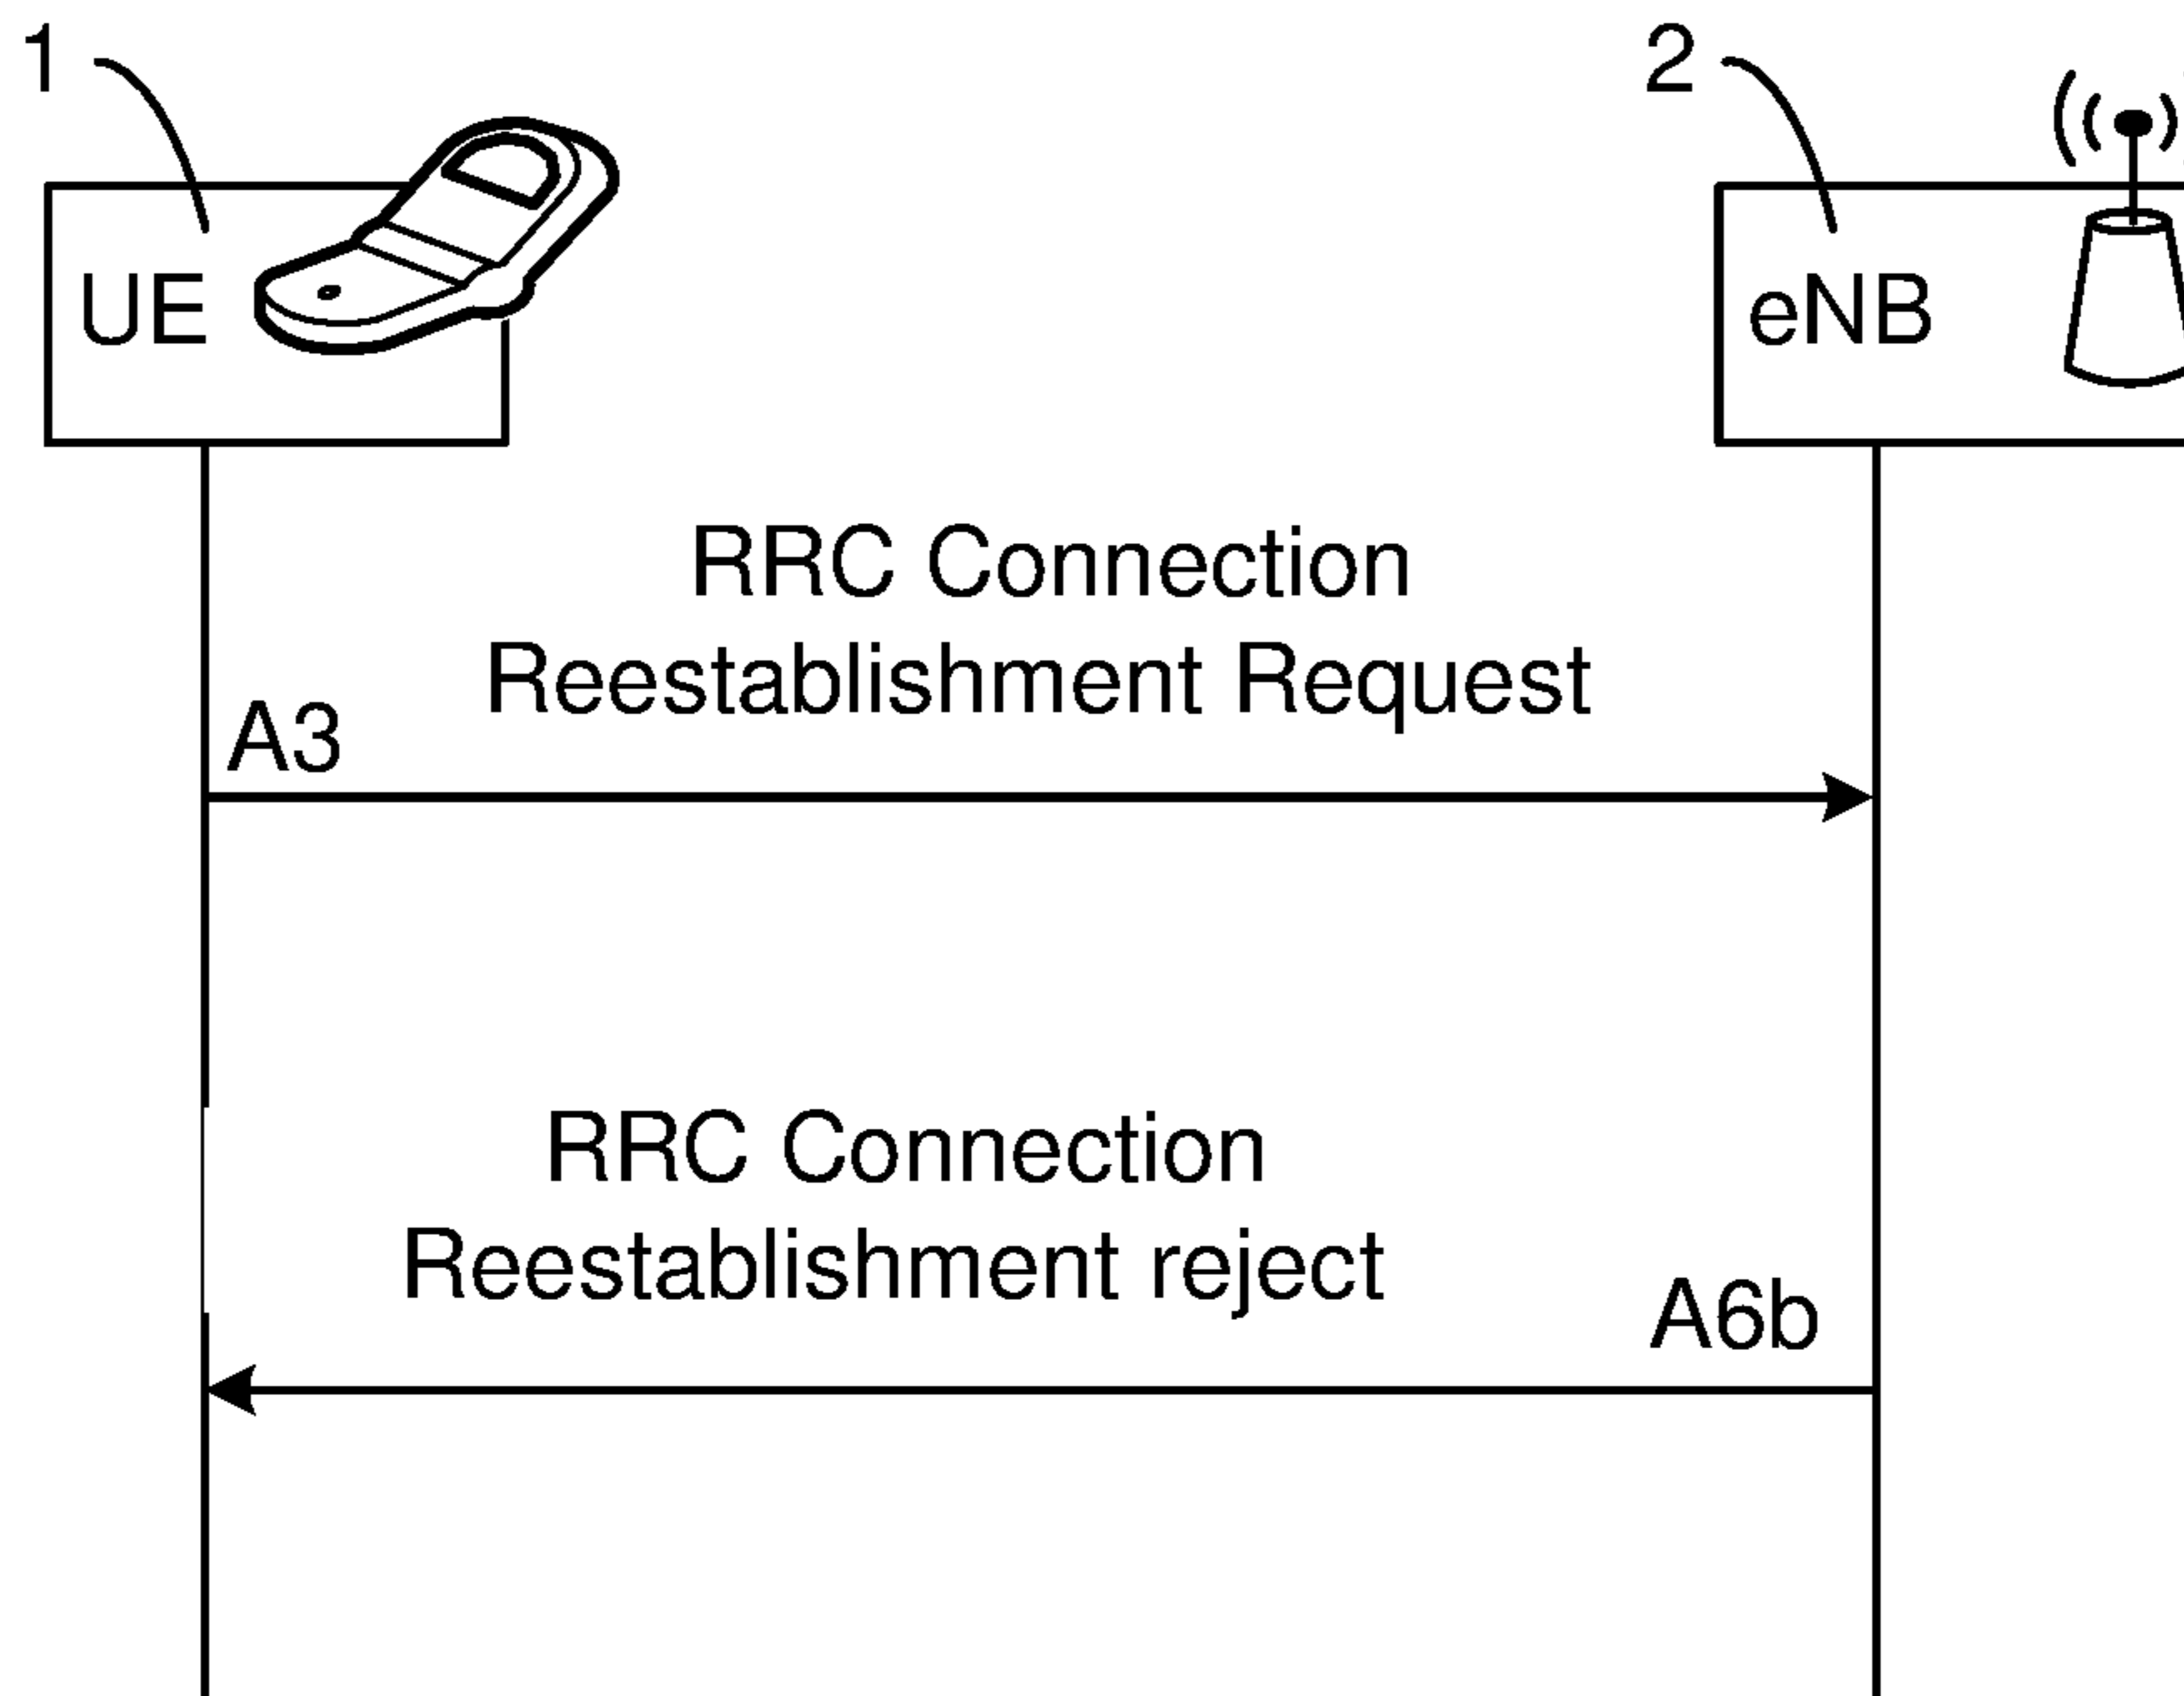 1
2
UE
eNB
RRC Connection
Reestablishment Request
A3
RRC Connection
Reestablishment reject
A6b